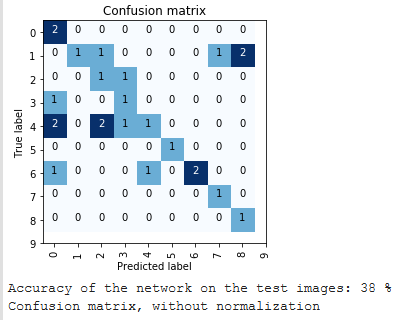 Confusion matrix
0 2 0 0 0 0 0 0 0 0
1 0 1 1 0 0 0 0 1 2
2 0 0 1 1 0 0 0 0 0
3 1 0 0 1 0 0 0 0 0
4 2 0 2 1 1 0 0 0 0
5 0 0 0 0 0 1 0 0 0
6 1 0 0 0 1 0 2 0 0
7 0 0 0 0 0 0 0 1 0
8 0 0 0 0 0 0 0 0 1
9
0 1 2 3 4 5 6 7 8 9
True label
Predicted label
Accuracy of the network on the test images: 38 %
Confusion matrix, without normalization